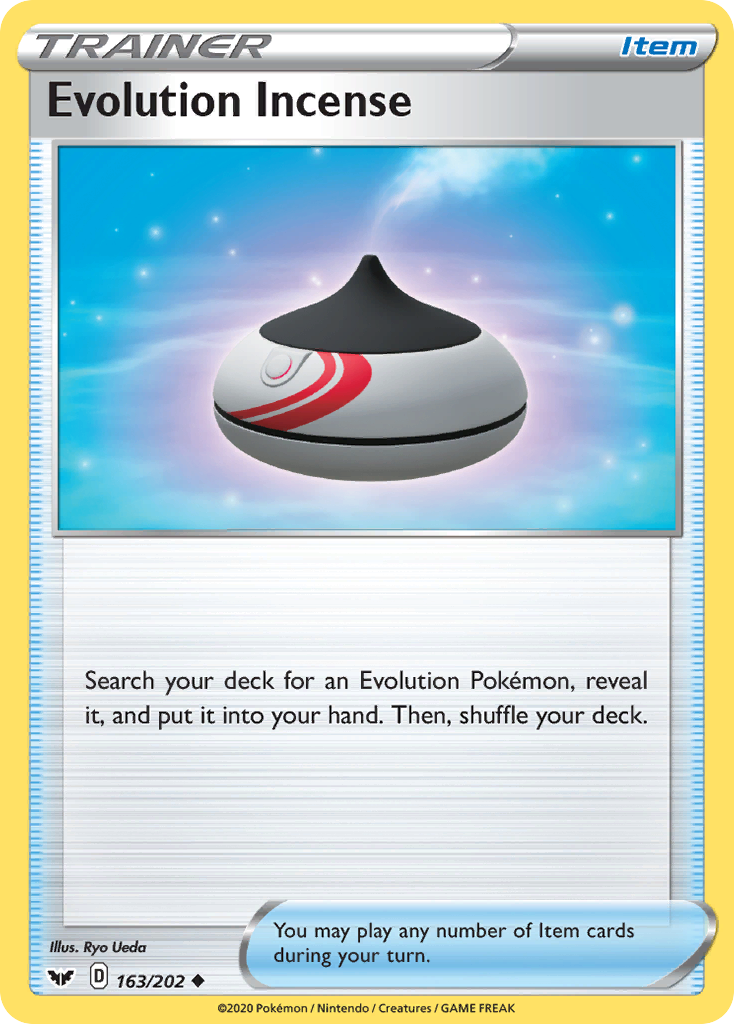 TRAINER
Item
Evolution Incense
Search your deck for an Evolution Pokémon, reveal
it, and put it into your hand. Then, shuffle your deck.
You may play any number of Item cards
during your turn.
Illus. Ryo Ueda
D 163/202
©2020 Pokémon / Nintendo / Creatures / GAME FREAK